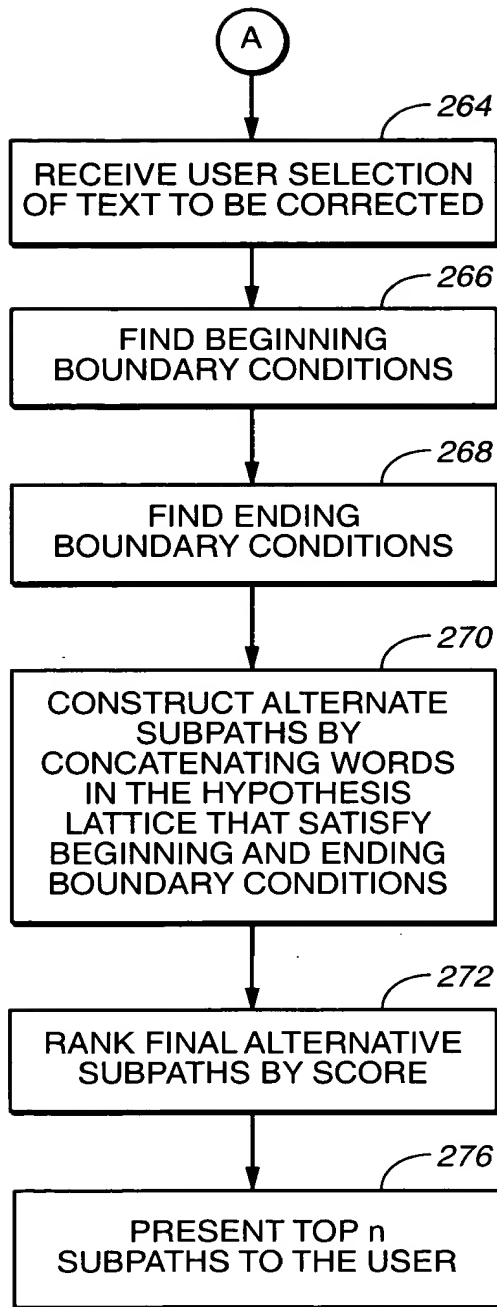 A
264
RECEIVE USER SELECTION
OF TEXT TO BE CORRECTED
266
FIND BEGINNING
BOUNDARY CONDITIONS
268
FIND ENDING
BOUNDARY CONDITIONS
270
CONSTRUCT ALTERNATE
SUBPATHS BY
CONCATENATING WORDS
IN THE HYPOTHESIS
LATTICE THAT SATISFY
BEGINNING AND ENDING
BOUNDARY CONDITIONS
272
RANK FINAL ALTERNATIVE
SUBPATHS BY SCORE
276
PRESENT TOP n
SUBPATHS TO THE USER